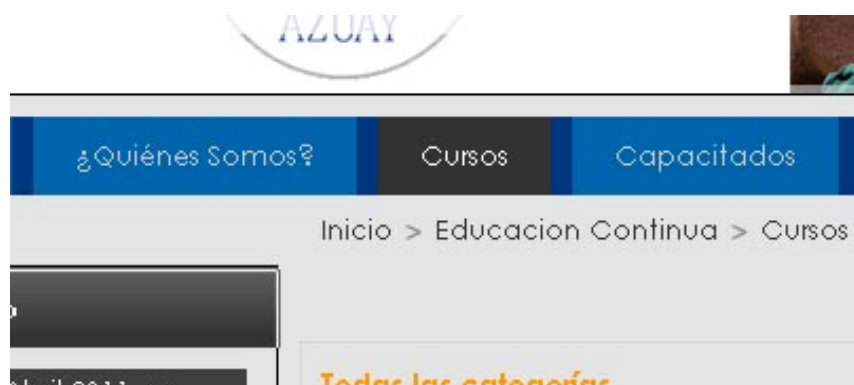 AZUAY
¿Quiénes Somos?
Cursos
Capacitados
Inicio > Educacion Continua > Cursos
Todas las categorías